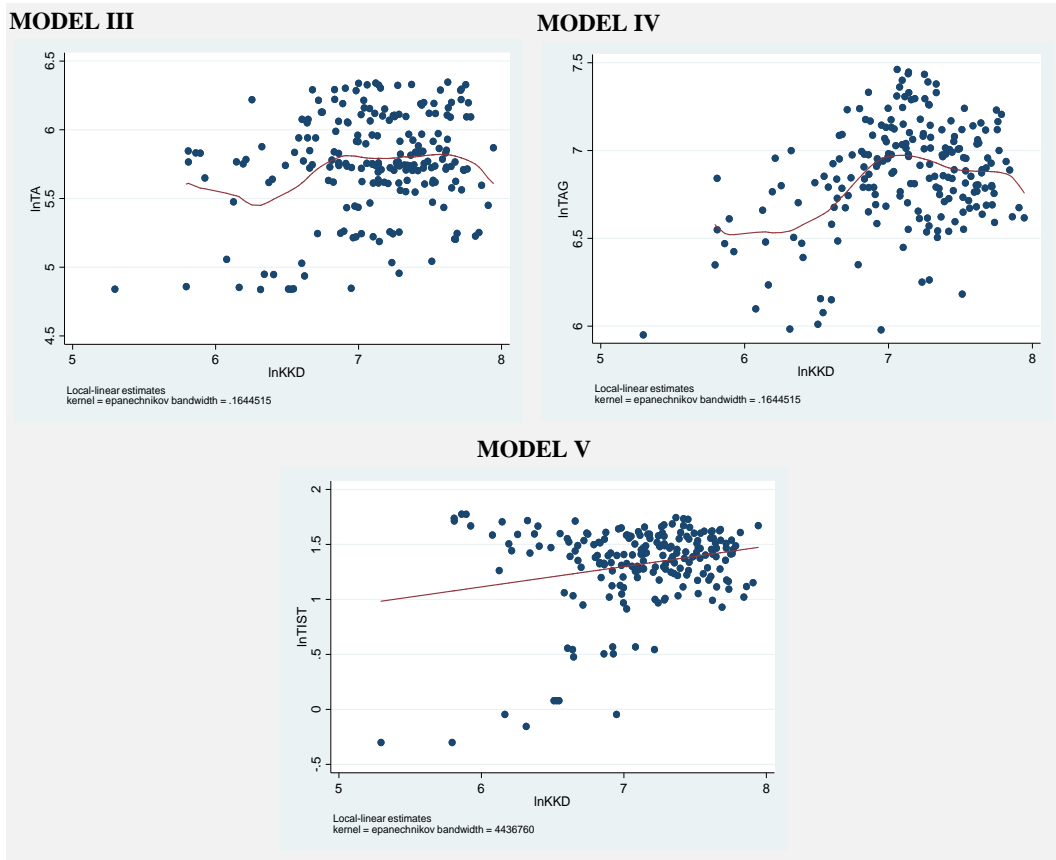 MODEL III
MODEL IV
lnTA
6.5
6
5.5
5
4.5
5 6 7 8
lnKKD
Local-linear estimates
kernel = epanechnikov bandwidth = .1644515
lnTAG
7.5
7
6.5
6
5 6 7 8
lnKKD
Local-linear estimates
kernel = epanechnikov bandwidth = .1644515
MODEL V
lnTIST
2
1.5
1
.5
0
-.5
5 6 7 8
lnKKD
Local-linear estimates
kernel = epanechnikov bandwidth = 4436760